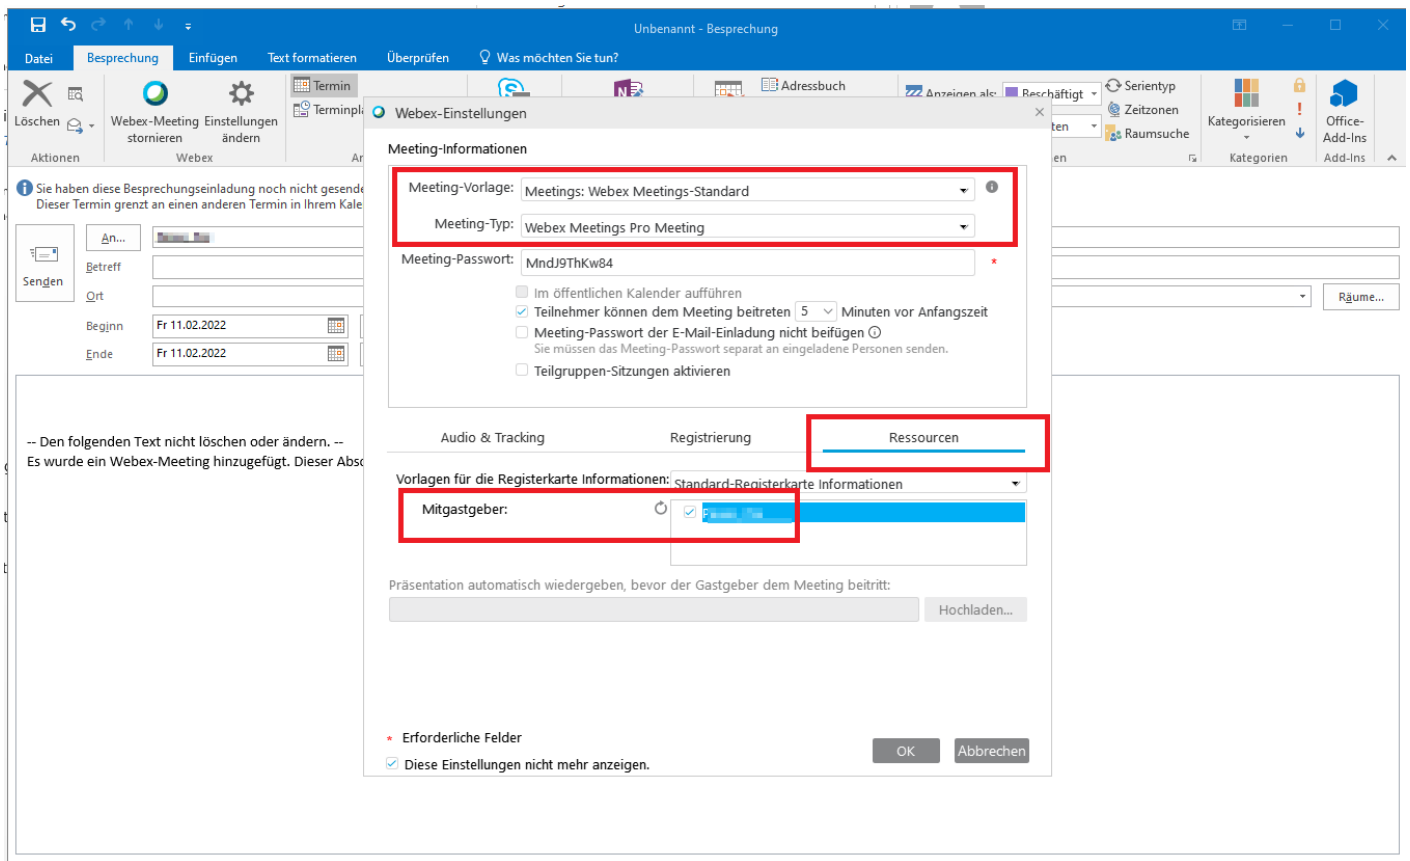 Unbenannt - Besprechung
Datei Besprechung Einfügen Text formatieren Überprüfen Was möchten Sie tun?
Löschen
Aktionen
Webex-Meeting stornieren
Einstellungen ändern
Webex
Termin
Adressbuch
Anzeigen als: Beschäftigt
Serientyp
Zeitzonen
Raumsuche
Kategorisieren
Kategorien
Office-Add-Ins
Add-Ins
Sie haben diese Besprechungseinladung noch nicht
Dieser Termin grenzt an einen anderen Termin in Ihrem
Senden
An...
Betreff
Ort
Räume...
Beginn Fr 11.02.2022
Ende Fr 11.02.2022
-- Den folgenden Text nicht löschen oder ändern. --
Es wurde ein Webex-Meeting hinzugefügt. Dieser
Webex-Einstellungen
Meeting-Informationen
Meeting-Vorlage: Meetings: Webex Meetings-Standard
Meeting-Typ: Webex Meetings Pro Meeting
Meeting-Passwort: MndJ9ThKw84 *
Im öffentlichen Kalender aufführen
Teilnehmer können dem Meeting beitreten 5 Minuten vor Anfangszeit
Meeting-Passwort der E-Mail-Einladung nicht beifügen
Sie müssen das Meeting-Passwort separat an eingeladene Personen senden.
Teilgruppen-Sitzungen aktivieren
Audio & Tracking Registrierung Ressourcen
Vorlagen für die Registerkarte Informationen: Standard-Registerkarte Informationen
Mitgastgeber:
Präsentation automatisch wiedergeben, bevor der Gastgeber dem Meeting beitritt:
Hochladen...
* Erforderliche Felder
Diese Einstellungen nicht mehr anzeigen.
OK Abbrechen